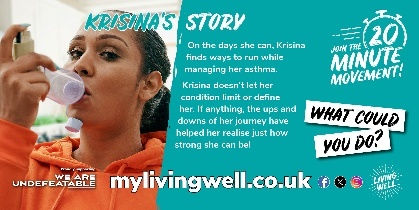 KRISINA'S STORY
On the days she can, Krisina
finds ways to run while
managing her asthma.
Krisina doesn't let her
condition limit or define
her. If anything, the ups and
downs of her journey have
helped her realise just how
strong she can be!
JOIN THE
20
MINUTE
MOVEMENT!
WHAT COULD
YOU DO?
WE ARE
UNDEFEATABLE
mylivingwell.co.uk
LIVING
WELL